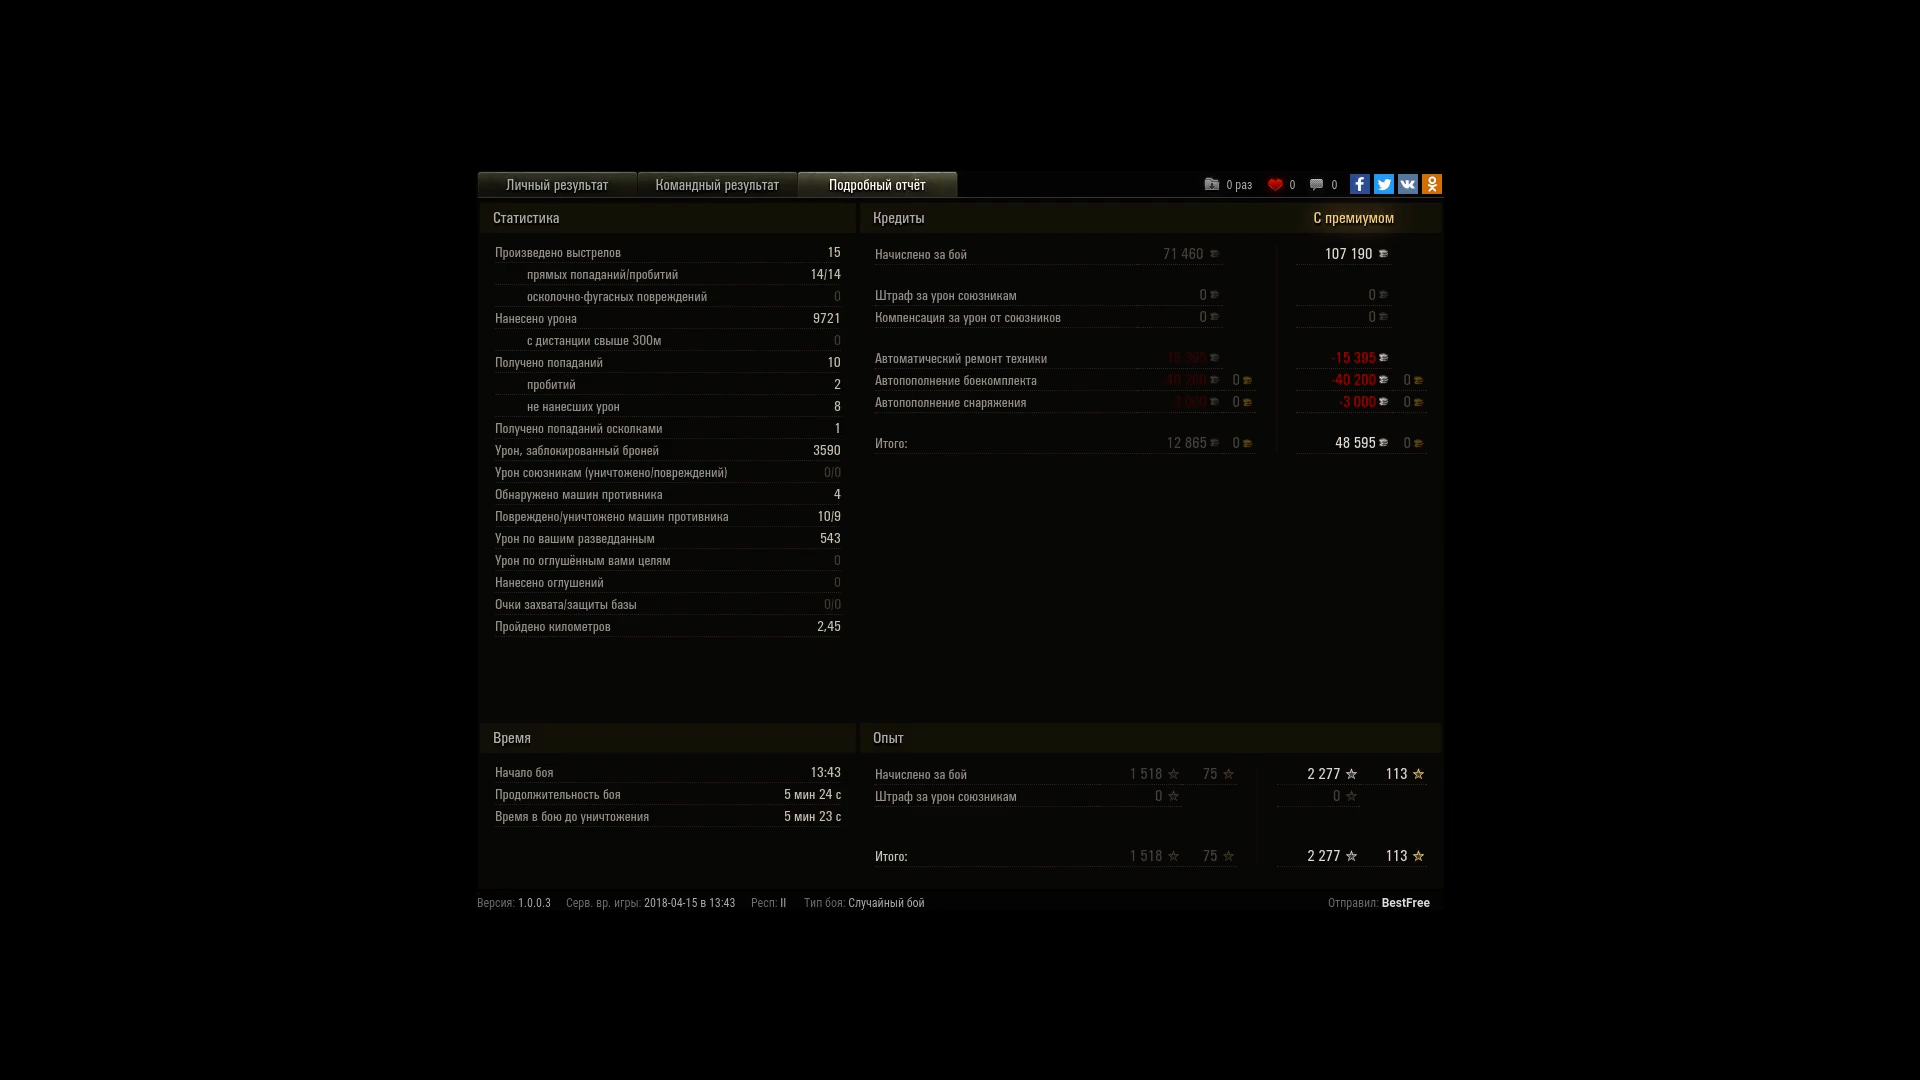 Личный результат Командный результат Подробный отчёт 0 раз 0 0
Статистика
Произведено выстрелов 15
прямых попаданий/пробитий 14/14
осколочно-фугасных повреждений 0
Нанесено урона 9721
с дистанции свыше 300м 0
Получено попаданий 10
пробитий 2
не нанесших урон 8
Получено попаданий осколками 1
Урон, заблокированный броней 3590
Урон союзникам (уничтожено/повреждений) 0/0
Обнаружено машин противника 4
Повреждено/уничтожено машин противника 10/9
Урон по вашим разведданным 543
Урон по оглушённым вами целям 0
Нанесено оглушений 0
Очки захвата/защиты базы 0/0
Пройдено километров 2,45
Кредиты С премиумом
Начислено за бой 71 460 107 190
Штраф за урон союзникам 0 0
Компенсация за урон от союзников 0 0
Автоматический ремонт техники -15 395 -15 395
Автопополнение боекомплекта -40 200 0 -40 200 0
Автопополнение снаряжения -3 000 0 -3 000 0
Итого: 12 865 0 48 595 0
Время
Начало боя 13:43
Продолжительность боя 5 мин 24 с
Время в бою до уничтожения 5 мин 23 с
Опыт
Начислено за бой 1 518 75 2 277 113
Штраф за урон союзникам 0 0
Итого: 1 518 75 2 277 113
Версия: 1.0.0.3 Серв. вр. игры: 2018-04-15 в 13:43 Респ: II Тип боя: Случайный бой Отправил: BestFree